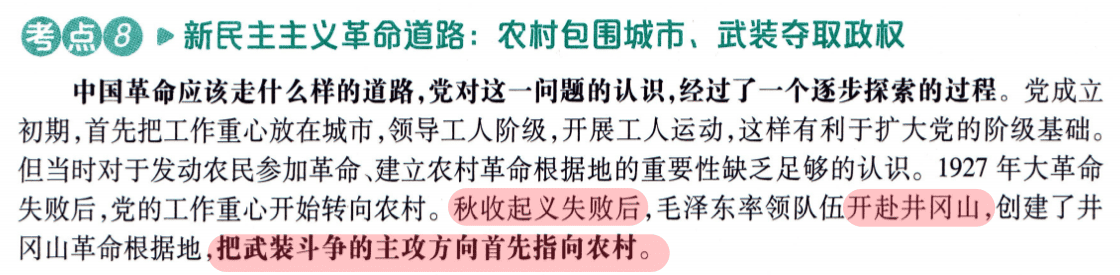 考点8 ▶ 新民主主义革命道路：农村包围城市、武装夺取政权
中国革命应该走什么样的道路,党对这一问题的认识,经过了一个逐步探索的过程。党成立
初期,首先把工作重心放在城市,领导工人阶级,开展工人运动,这样有利于扩大党的阶级基础。
但当时对于发动农民参加革命、建立农村革命根据地的重要性缺乏足够的认识。1927 年大革命
失败后,党的工作重心开始转向农村。秋收起义失败后,毛泽东率领队伍开赴井冈山,创建了井
冈山革命根据地,把武装斗争的主攻方向首先指向农村。